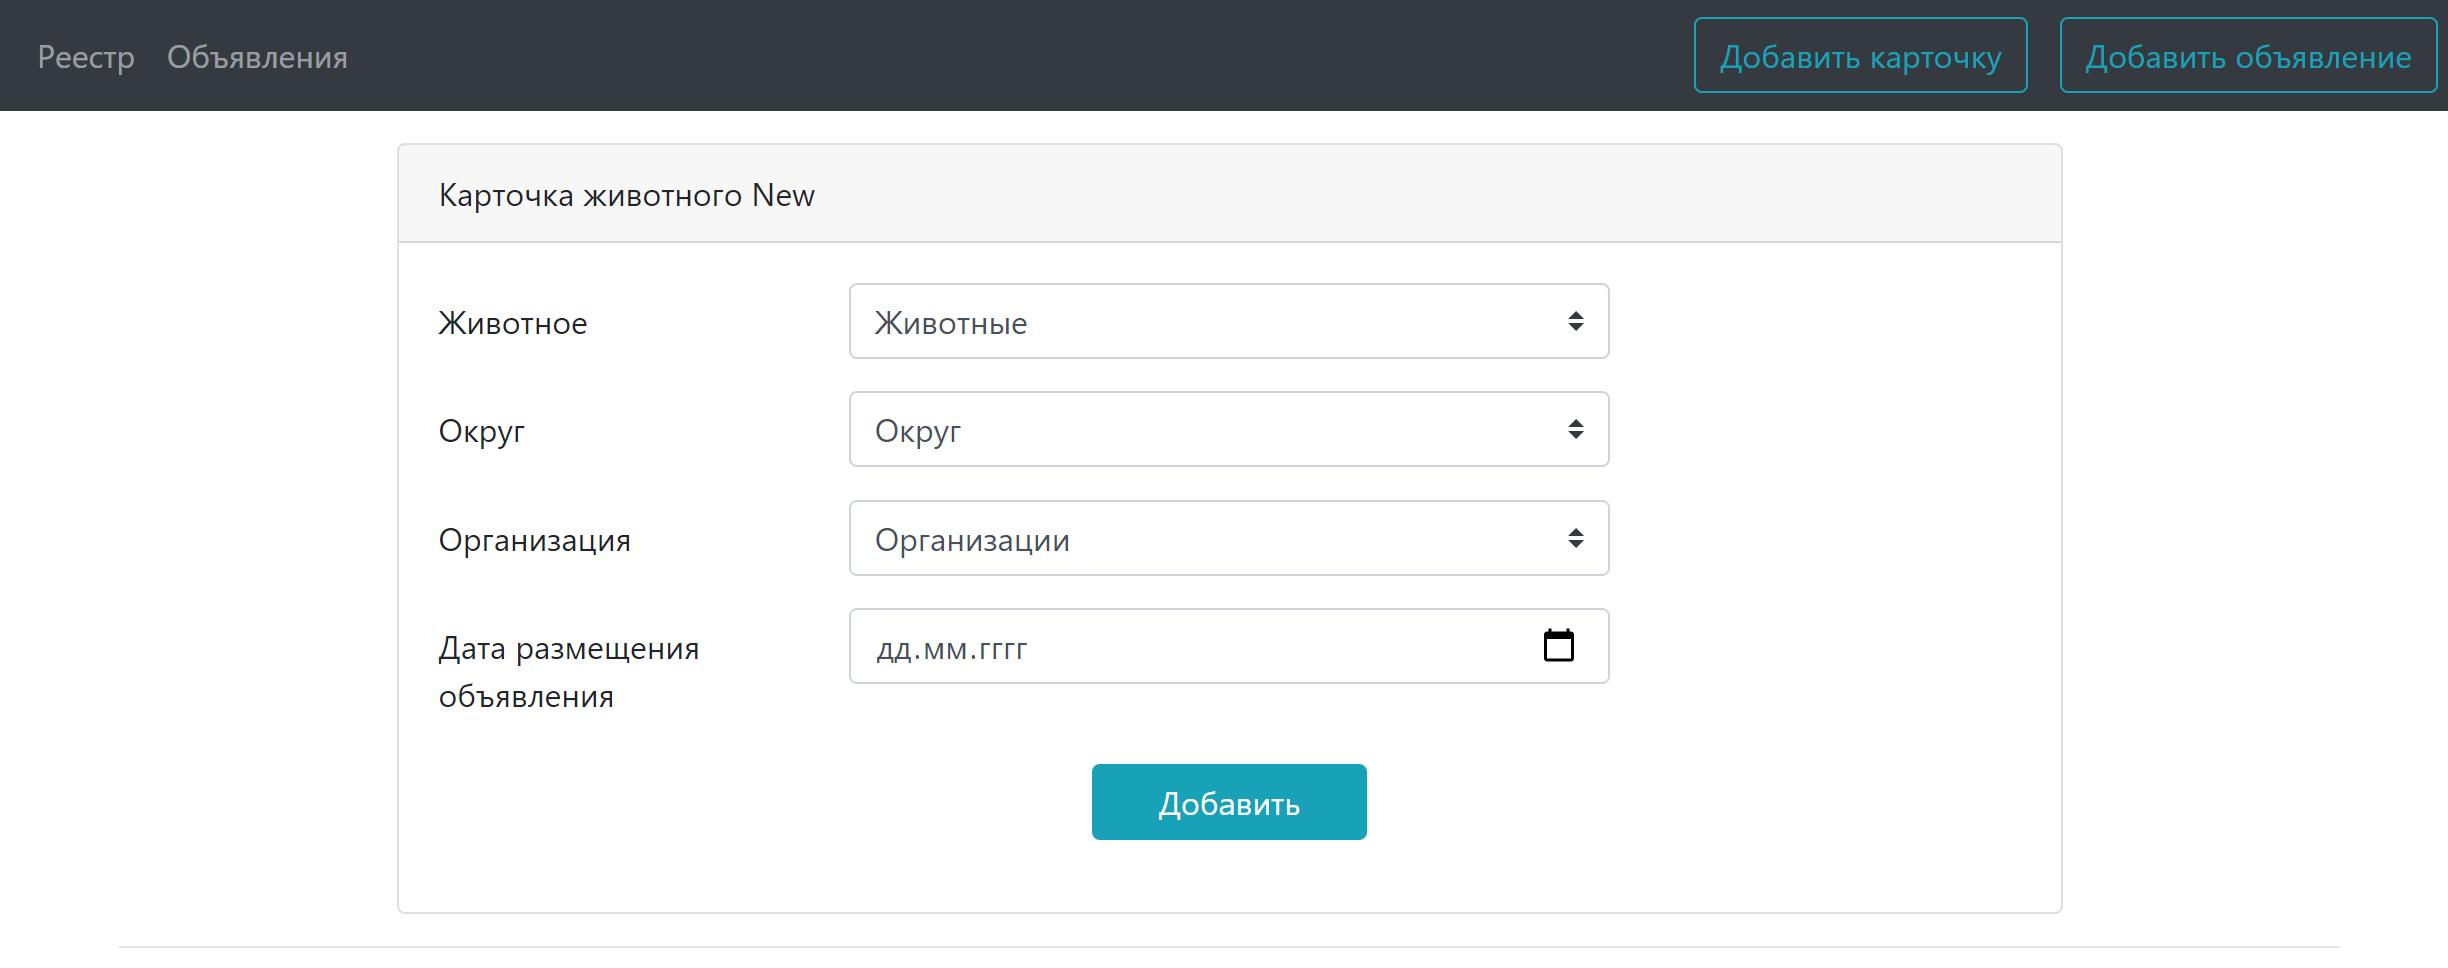 Реестр Объявления Добавить карточку Добавить объявление
Карточка животного New
Животное Животные
Округ Округ
Организация Организации
Дата размещения дд.мм.гггг
объявления
Добавить